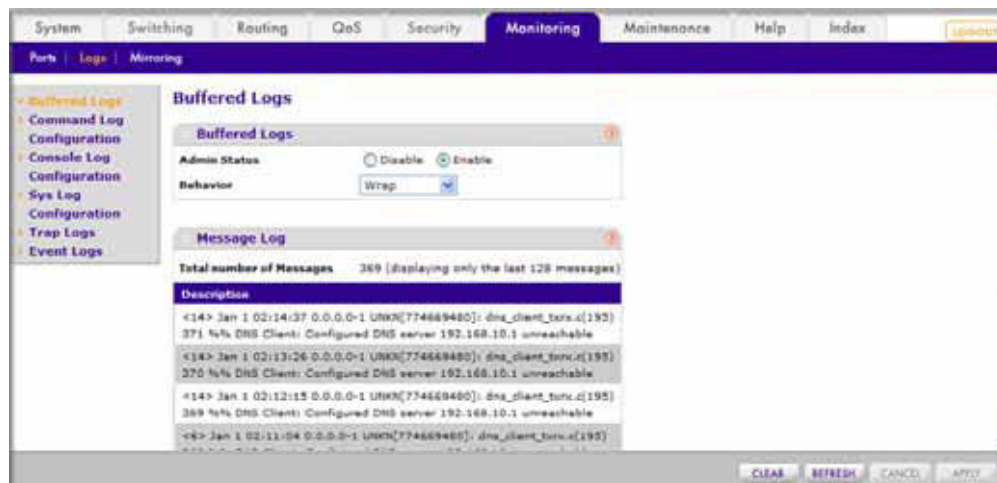 System Switching Routing QoS Security Monitoring Maintenance Help Index LOGOUT
Ports Logs Mirroring
Buffered Logs
Command Log
Configuration
Console Log
Configuration
Sys Log
Configuration
Trap Logs
Event Logs
Buffered Logs
Buffered Logs
Admin Status Disable Enable
Behavior Wrap
Message Log
Total number of Messages 369 (displaying only the last 128 messages)
Description
<14> Jan 1 02:14:37 0.0.0.0-1 UNKN[774669480]: dns_client_txrx.c(195)
371 %% DNS Client: Configured DNS server 192.168.10.1 unreachable
<14> Jan 1 02:13:26 0.0.0.0-1 UNKN[774669480]: dns_client_txrx.c(195)
370 %% DNS Client: Configured DNS server 192.168.10.1 unreachable
<14> Jan 1 02:12:15 0.0.0.0-1 UNKN[774669480]: dns_client_txrx.c(195)
369 %% DNS Client: Configured DNS server 192.168.10.1 unreachable
<6> Jan 1 02:11:04 0.0.0.0-1 UNKN[774669480]: dns_client_txrx.c(195)
CLEAR REFRESH CANCEL APPLY